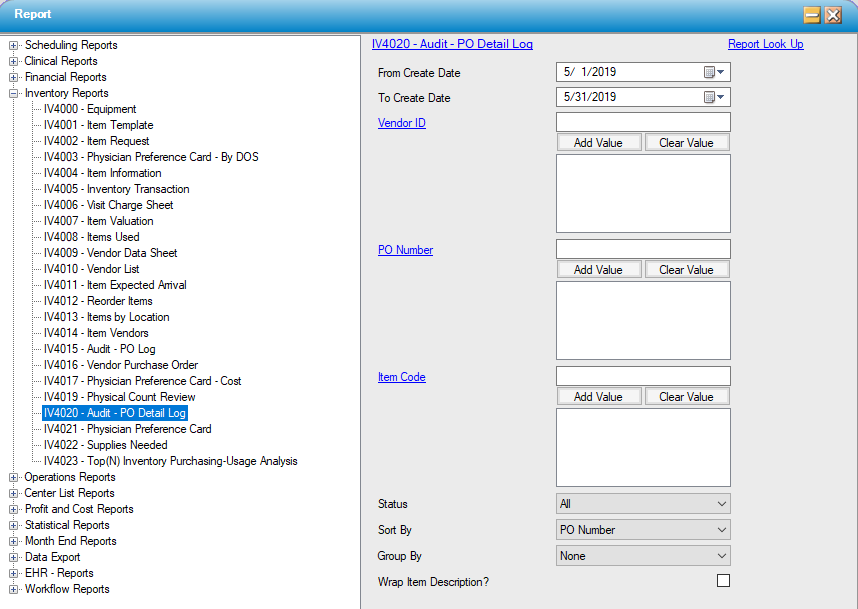 Report
Scheduling Reports
Clinical Reports
Financial Reports
Inventory Reports
IV4000 - Equipment
IV4001 - Item Template
IV4002 - Item Request
IV4003 - Physician Preference Card - By DOS
IV4004 - Item Information
IV4005 - Inventory Transaction
IV4006 - Visit Charge Sheet
IV4007 - Item Valuation
IV4008 - Items Used
IV4009 - Vendor Data Sheet
IV4010 - Vendor List
IV4011 - Item Expected Arrival
IV4012 - Reorder Items
IV4013 - Items by Location
IV4014 - Item Vendors
IV4015 - Audit - PO Log
IV4016 - Vendor Purchase Order
IV4017 - Physician Preference Card - Cost
IV4019 - Physical Count Review
IV4020 - Audit - PO Detail Log
IV4021 - Physician Preference Card
IV4022 - Supplies Needed
IV4023 - Top(N) Inventory Purchasing-Usage Analysis
Operations Reports
Center List Reports
Profit and Cost Reports
Statistical Reports
Month End Reports
Data Export
EHR - Reports
Workflow Reports
IV4020 - Audit - PO Detail Log Report Look Up
From Create Date 5/ 1/2019
To Create Date 5/31/2019
Vendor ID
Add Value Clear Value
PO Number
Add Value Clear Value
Item Code
Add Value Clear Value
Status All
Sort By PO Number
Group By None
Wrap Item Description?